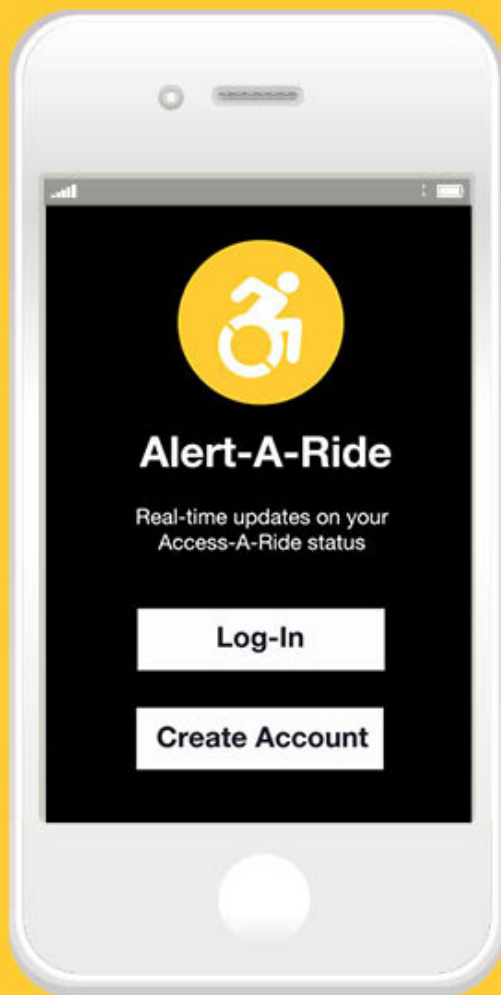 Alert-A-Ride
Real-time updates on your
Access-A-Ride status
Log-In
Create Account